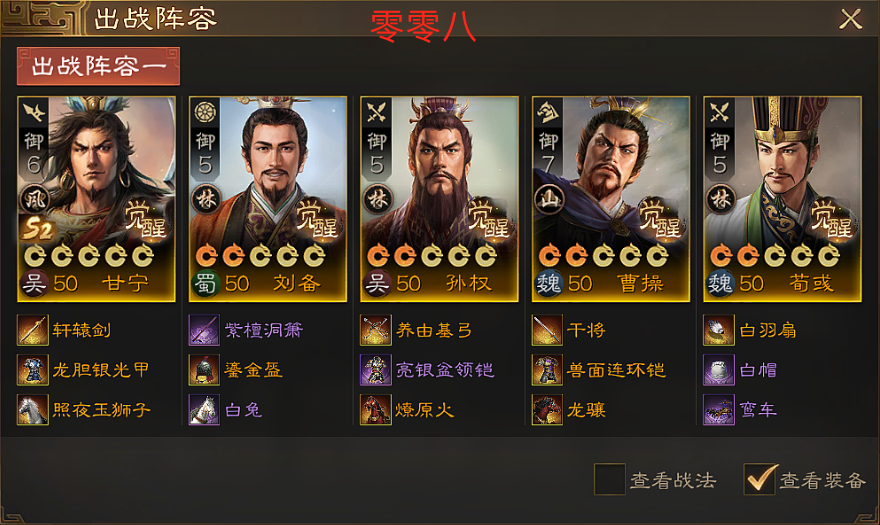 出战阵容
零零八
出战阵容一
御
6
风
S2
觉醒
吴 50 甘宁
御
5
林
觉醒
蜀 50 刘备
御
5
林
觉醒
吴 50 孙权
御
7
山
觉醒
魏 50 曹操
御
5
林
觉醒
魏 50 荀彧
轩辕剑
紫檀洞箫
养由基弓
干将
白羽扇
龙胆银光甲
鎏金盔
亮银盆领铠
兽面连环铠
白帽
照夜玉狮子
白兔
燎原火
龙骧
鸾车
查看战法
查看装备